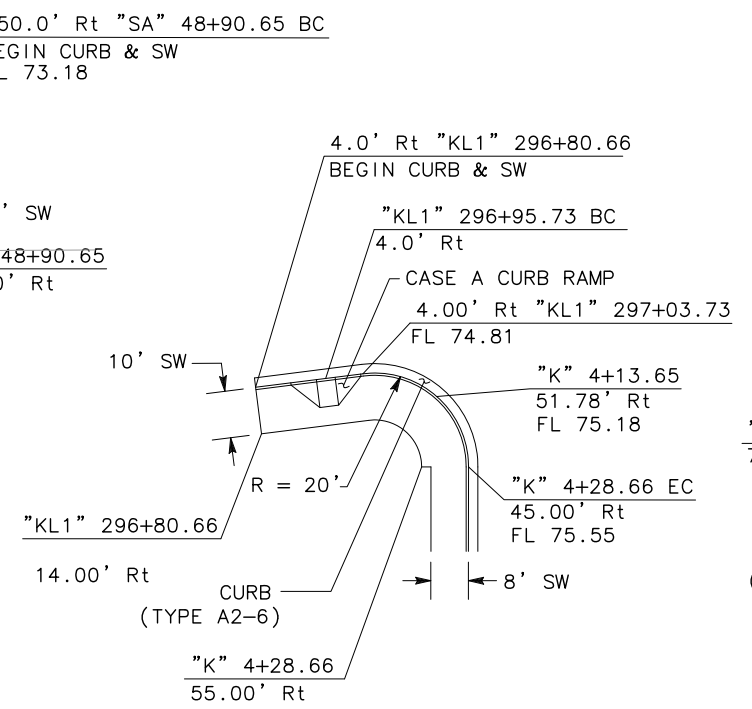 50.0' Rt "SA" 48+90.65 BC
EGIN CURB & SW
L 73.18
4.0' Rt "KL1" 296+80.66
BEGIN CURB & SW
' SW
"KL1" 296+95.73 BC
4.0' Rt
48+90.65
0' Rt
CASE A CURB RAMP
4.00' Rt "KL1" 297+03.73
FL 74.81
10' SW
"K" 4+13.65
51.78' Rt
FL 75.18
R = 20'
"K" 4+28.66 EC
45.00' Rt
FL 75.55
"KL1" 296+80.66
14.00' Rt
CURB
(TYPE A2-6)
8' SW
"K" 4+28.66
55.00' Rt